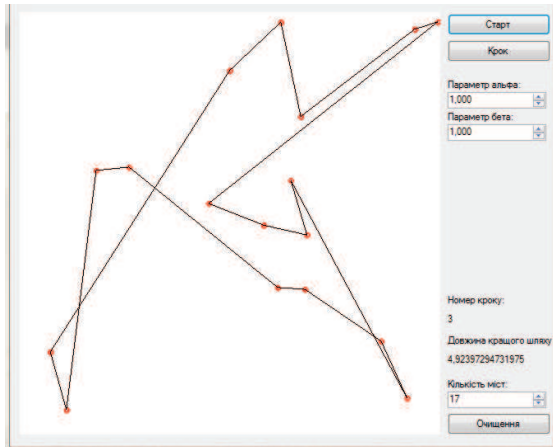 Старт
Крок
Параметр альфа:
1,000
Параметр бета:
1,000
Номер кроку:
3
Довжина кращого шляху
4,92397294731975
Кількість міст:
17
Очищення